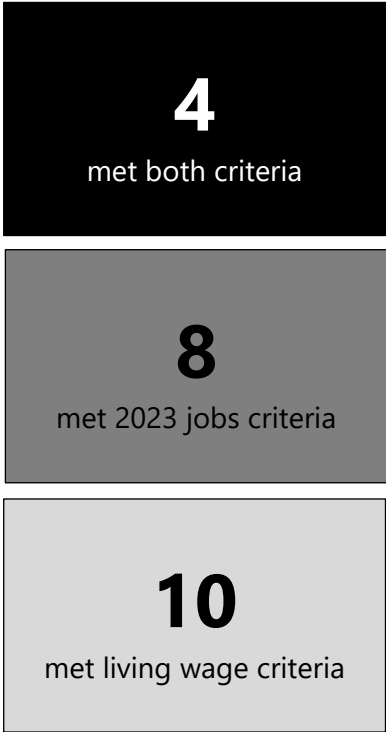 4
met both criteria
8
met 2023 jobs criteria
10
met living wage criteria